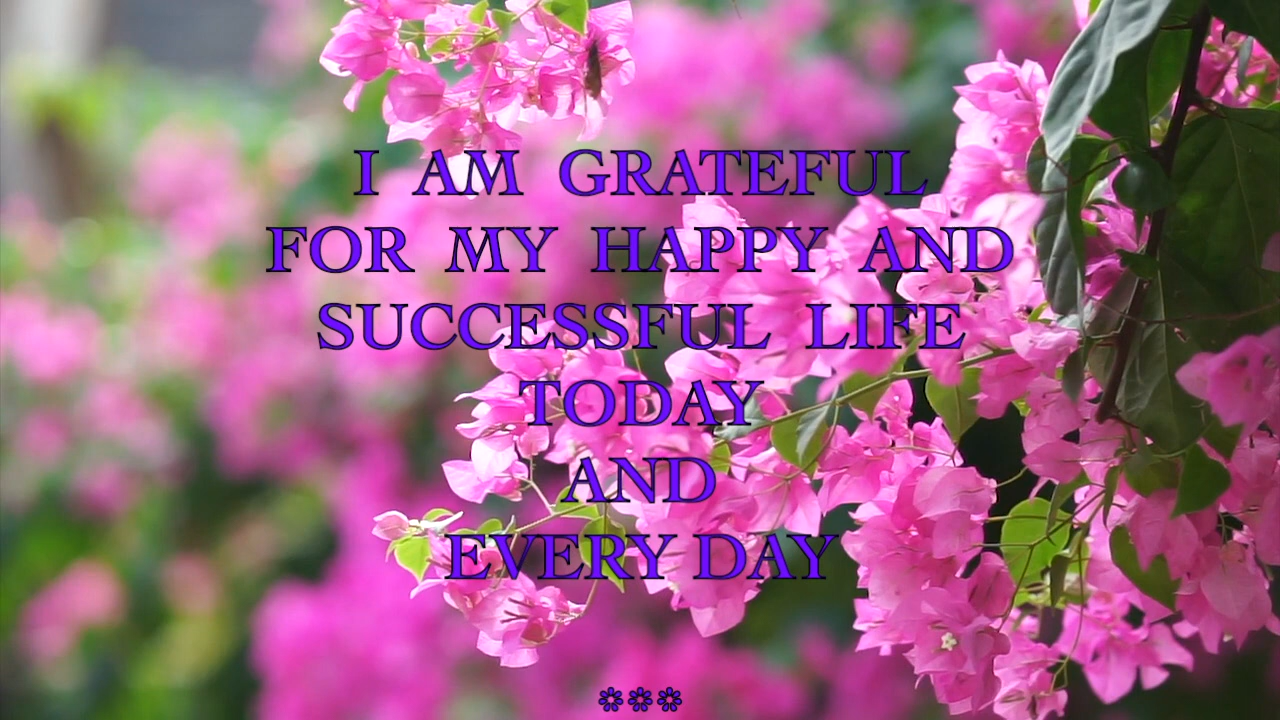 I AM GRATEFUL
FOR MY HAPPY AND
SUCCESSFUL LIFE
TODAY
AND
EVERY DAY
***